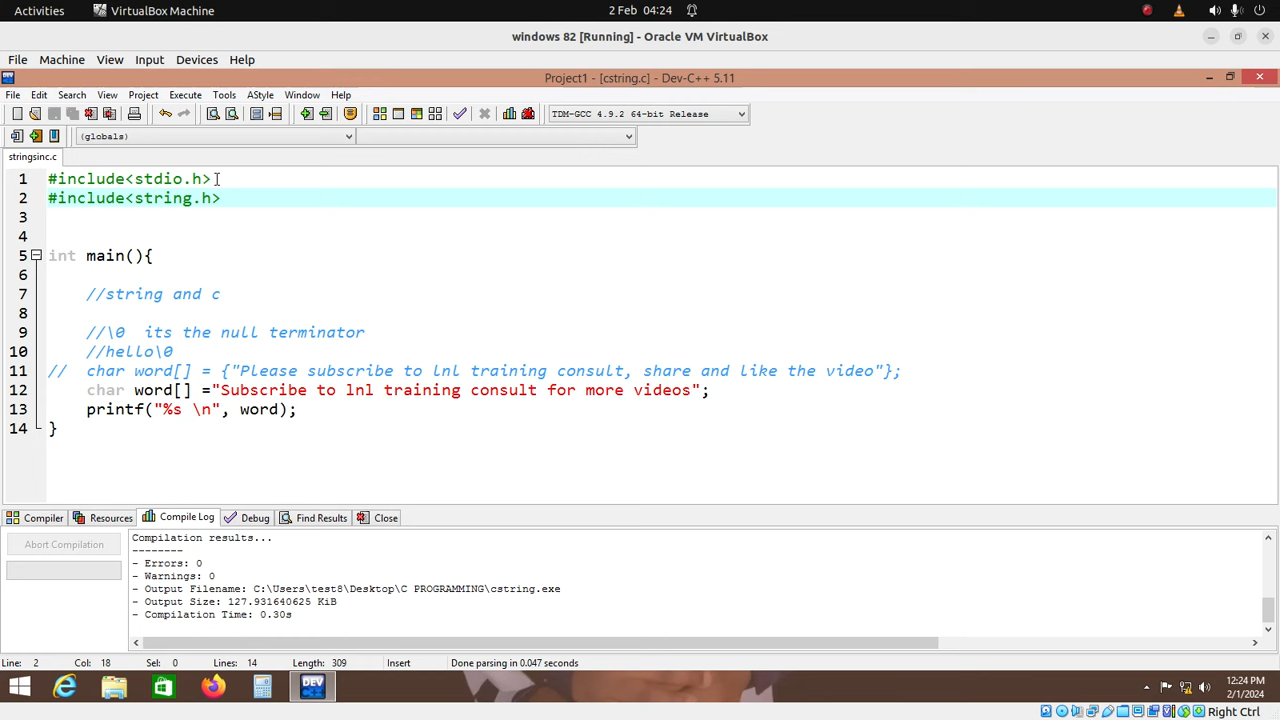 Activities VirtualBox Machine 2 Feb 04:24
windows 82 [Running] - Oracle VM VirtualBox
File Machine View Input Devices Help
Project1 - [cstring.c] - Dev-C++ 5.11
File Edit Search View Project Execute Tools AStyle Window Help
TDM-GCC 4.9.2 64-bit Release
(globals)
stringsinc.c
1 #include<stdio.h>
2 #include<string.h>
3
4
5 int main(){
6
7 //string and c
8
9 //\0 its the null terminator
10 //hello\0
11 // char word[] = {"Please subscribe to lnl training consult, share and like the video"};
12 char word[] ="Subscribe to lnl training consult for more videos";
13 printf("%s \n", word);
14 }
Compiler Resources Compile Log Debug Find Results Close
Abort Compilation
Compilation results...
--------
- Errors: 0
- Warnings: 0
- Output Filename: C:\Users\test8\Desktop\C PROGRAMMING\cstring.exe
- Output Size: 127.931640625 KiB
- Compilation Time: 0.30s
Line: 2 Col: 18 Sel: 0 Lines: 14 Length: 309 Insert Done parsing in 0.047 seconds
DEV
12:24 PM
2/1/2024
Right Ctrl